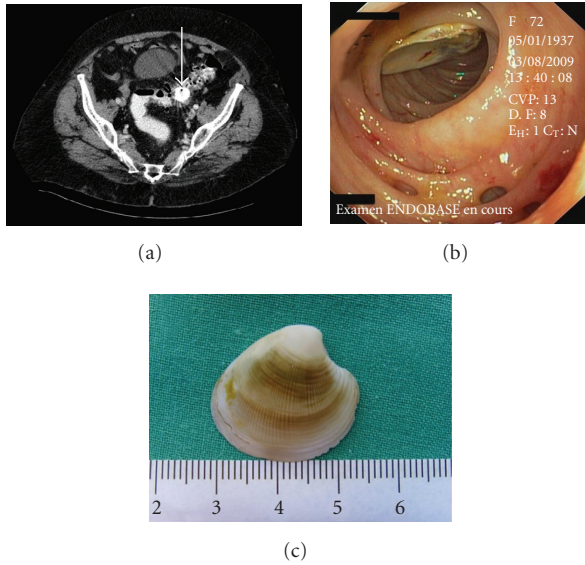 (a)
F 72
05/01/1937
03/08/2009
13 : 40 : 08
CVP: 13
D. F: 8
EH: 1 CT: N
Examen ENDOBASE en cours
(b)
2 3 4 5 6
(c)